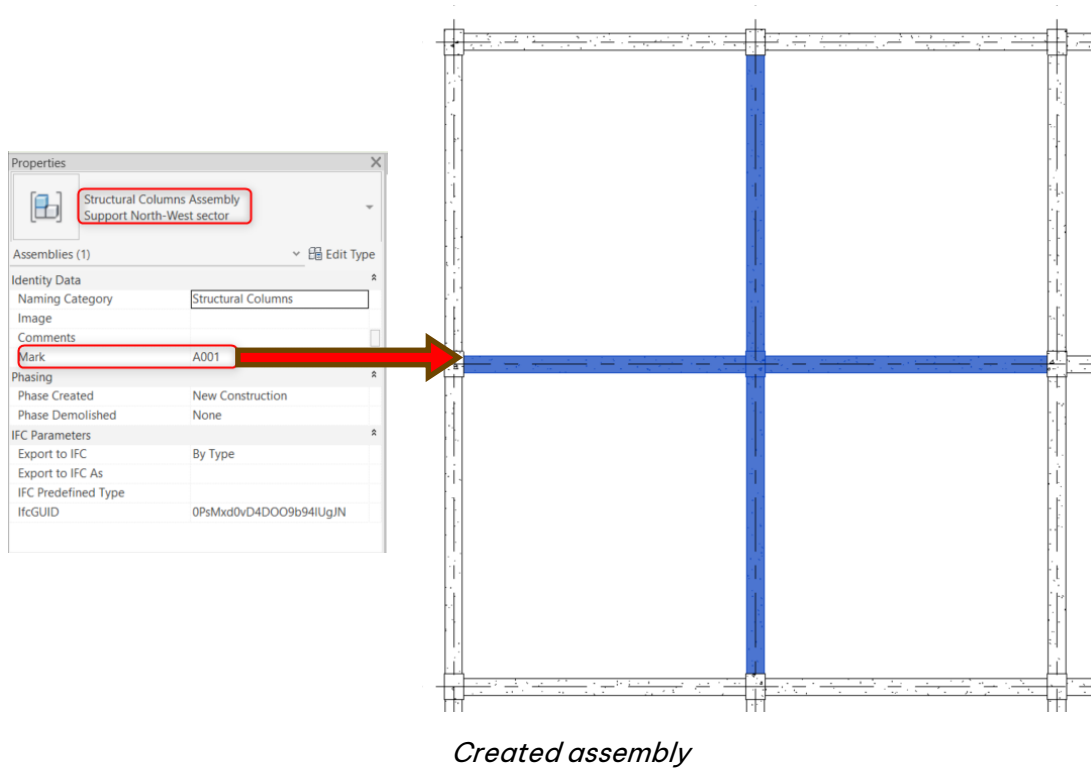 Properties
Structural Columns Assembly
Support North-West sector
Assemblies (1)
Edit Type
Identity Data
Naming Category Structural Columns
Image
Comments
Mark A001
Phasing
Phase Created New Construction
Phase Demolished None
IFC Parameters
Export to IFC By Type
Export to IFC As
IFC Predefined Type
IfcGUID 0PsMxd0vD4DOO9b94IUgJN
Created assembly